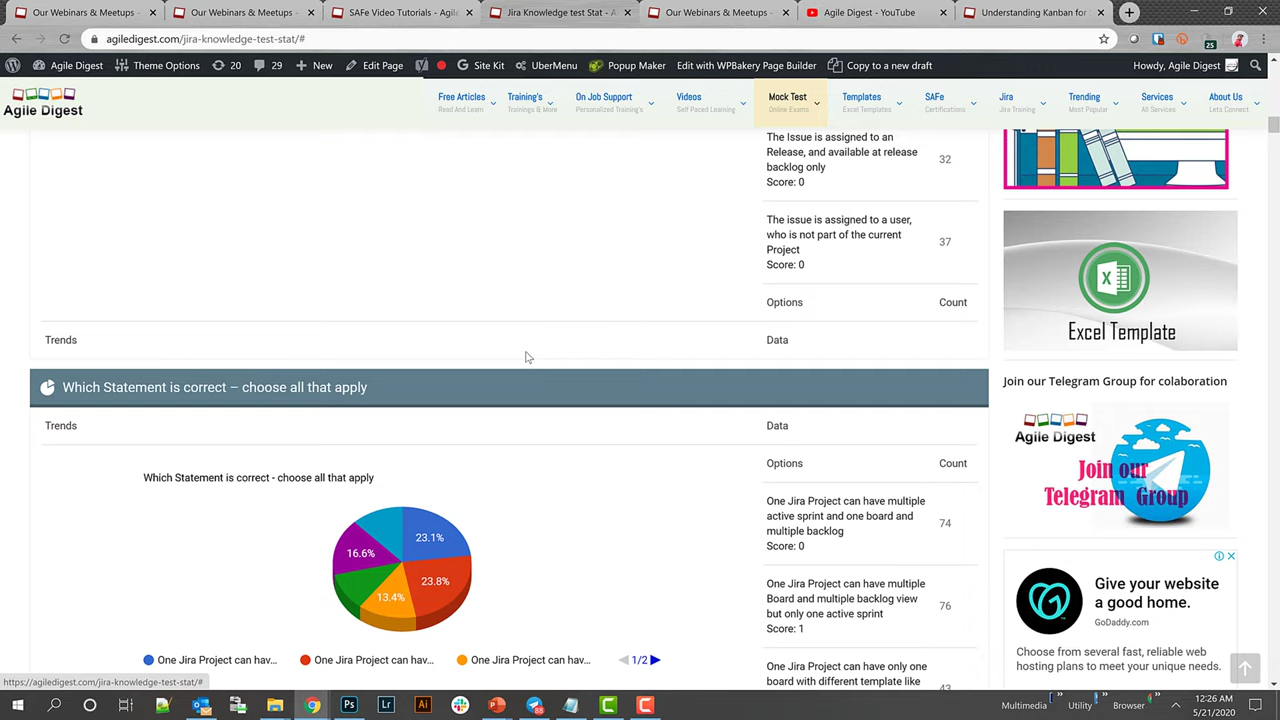 Our Webinars & Meetups -
Our Webinars & Meetups -
SAFe Video Tutorials - Agile
Jira Knowledge test Stat - A
Our Webinars & Meetups -
Agile Digest - YouTube
Understanding Kanban for
agiledigest.com/jira-knowledge-test-stat/#
25
Agile Digest
Theme Options
20
29
New
Edit Page
Site Kit
UberMenu
Popup Maker
Edit with WPBakery Page Builder
Copy to a new draft
Howdy, Agile Digest
Agile Digest
Free Articles
Read And Learn
Training's
Trainings & More
On Job Support
Personalized Training's
Videos
Self Paced Learning
Mock Test
Online Exams
Templates
Excel Templates
SAFe
Certifications
Jira
Jira Training
Trending
Most Popular
Services
All Services
About Us
Lets Connect
The Issue is assigned to an
Release, and available at release
backlog only
Score: 0
32
The issue is assigned to a user,
who is not part of the current
Project
Score: 0
37
Options
Count
Trends
Data
Which Statement is correct – choose all that apply
Trends
Data
Which Statement is correct - choose all that apply
23.1%
23.8%
13.4%
16.6%
One Jira Project can hav...
One Jira Project can hav...
One Jira Project can hav...
1/2
Options
Count
One Jira Project can have multiple
active sprint and one board and
multiple backlog
Score: 0
74
One Jira Project can have multiple
Board and multiple backlog view
but only one active sprint
Score: 1
76
One Jira Project can have only one
board with different template like
43
X
Excel Template
Join our Telegram Group for colaboration
Agile Digest
Join our
Telegram Group
Give your website
a good home.
GoDaddy.com
Choose from several, fast, reliable web
hosting plans to meet your unique needs.
https://agiledigest.com/jira-knowledge-test-stat/#
Ps
Lr
Ai
88
Multimedia
Utility
Browser
12:26 AM
5/21/2020